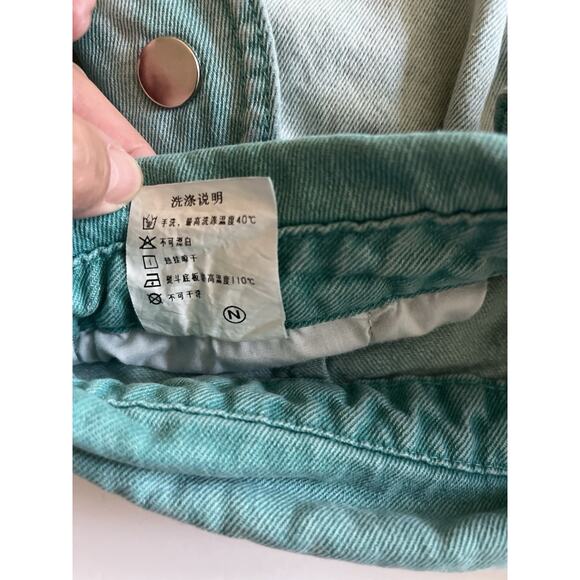 洗涤说明
手洗，最高洗涤温度40℃
不可漂白
悬挂晾干
熨斗底板最高温度110℃
不可干洗
N